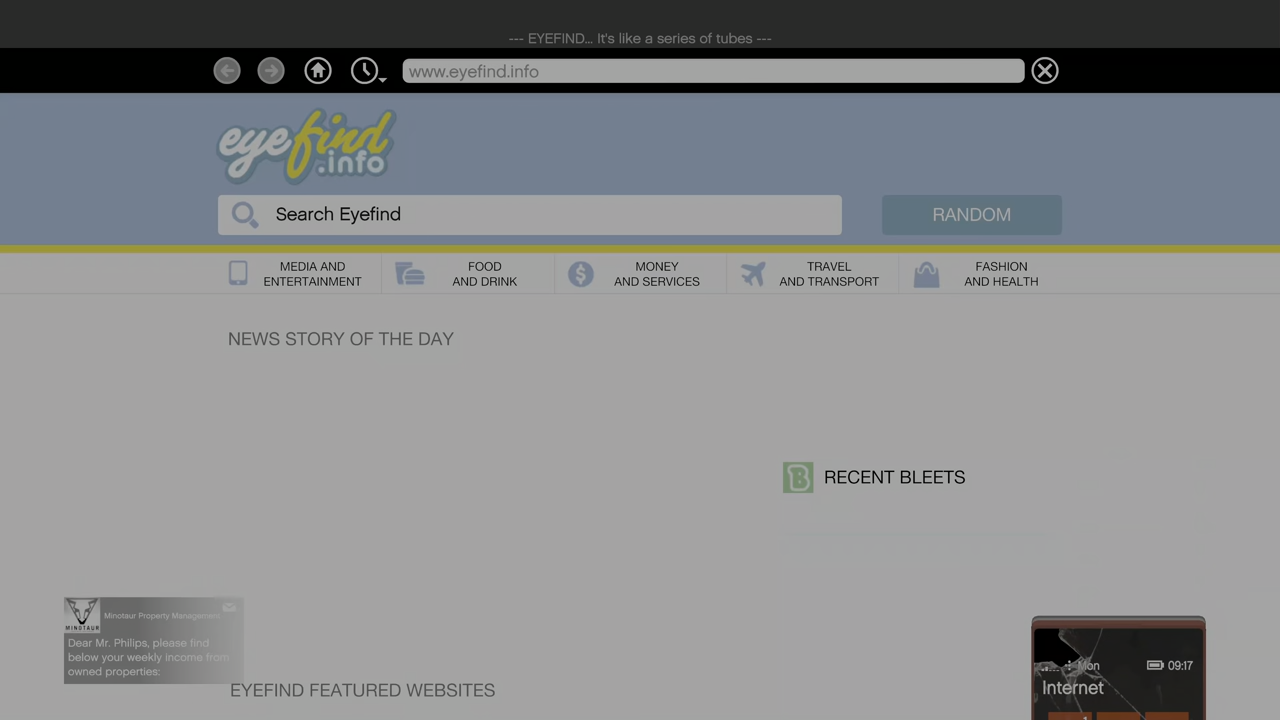 --- EYEFIND... It's like a series of tubes ---
www.eyefind.info
eyefind
.info
Search Eyefind
RANDOM
MEDIA AND
ENTERTAINMENT
FOOD
AND DRINK
MONEY
AND SERVICES
TRAVEL
AND TRANSPORT
FASHION
AND HEALTH
NEWS STORY OF THE DAY
B RECENT BLEETS
MINOTAUR
Minotaur Property Management
Dear Mr. Philips, please find
below your weekly income from
owned properties:
EYEFIND FEATURED WEBSITES
Mon 09:17
Internet
1